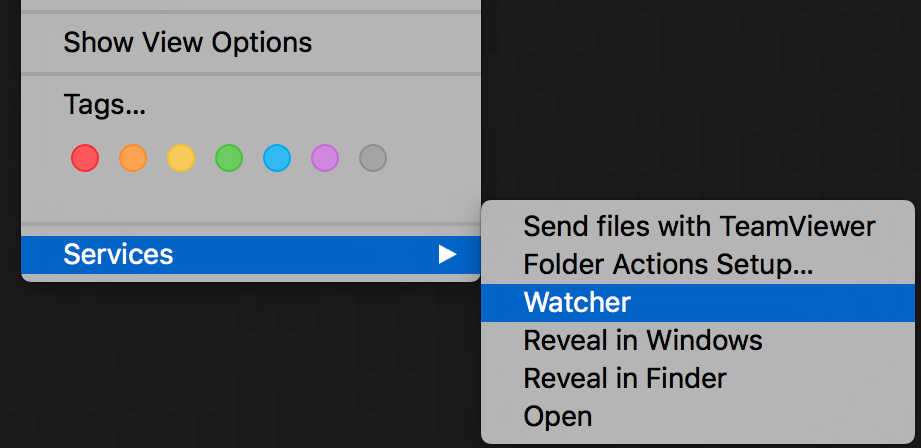 Show View Options
Tags...
Services
Send files with TeamViewer
Folder Actions Setup...
Watcher
Reveal in Windows
Reveal in Finder
Open